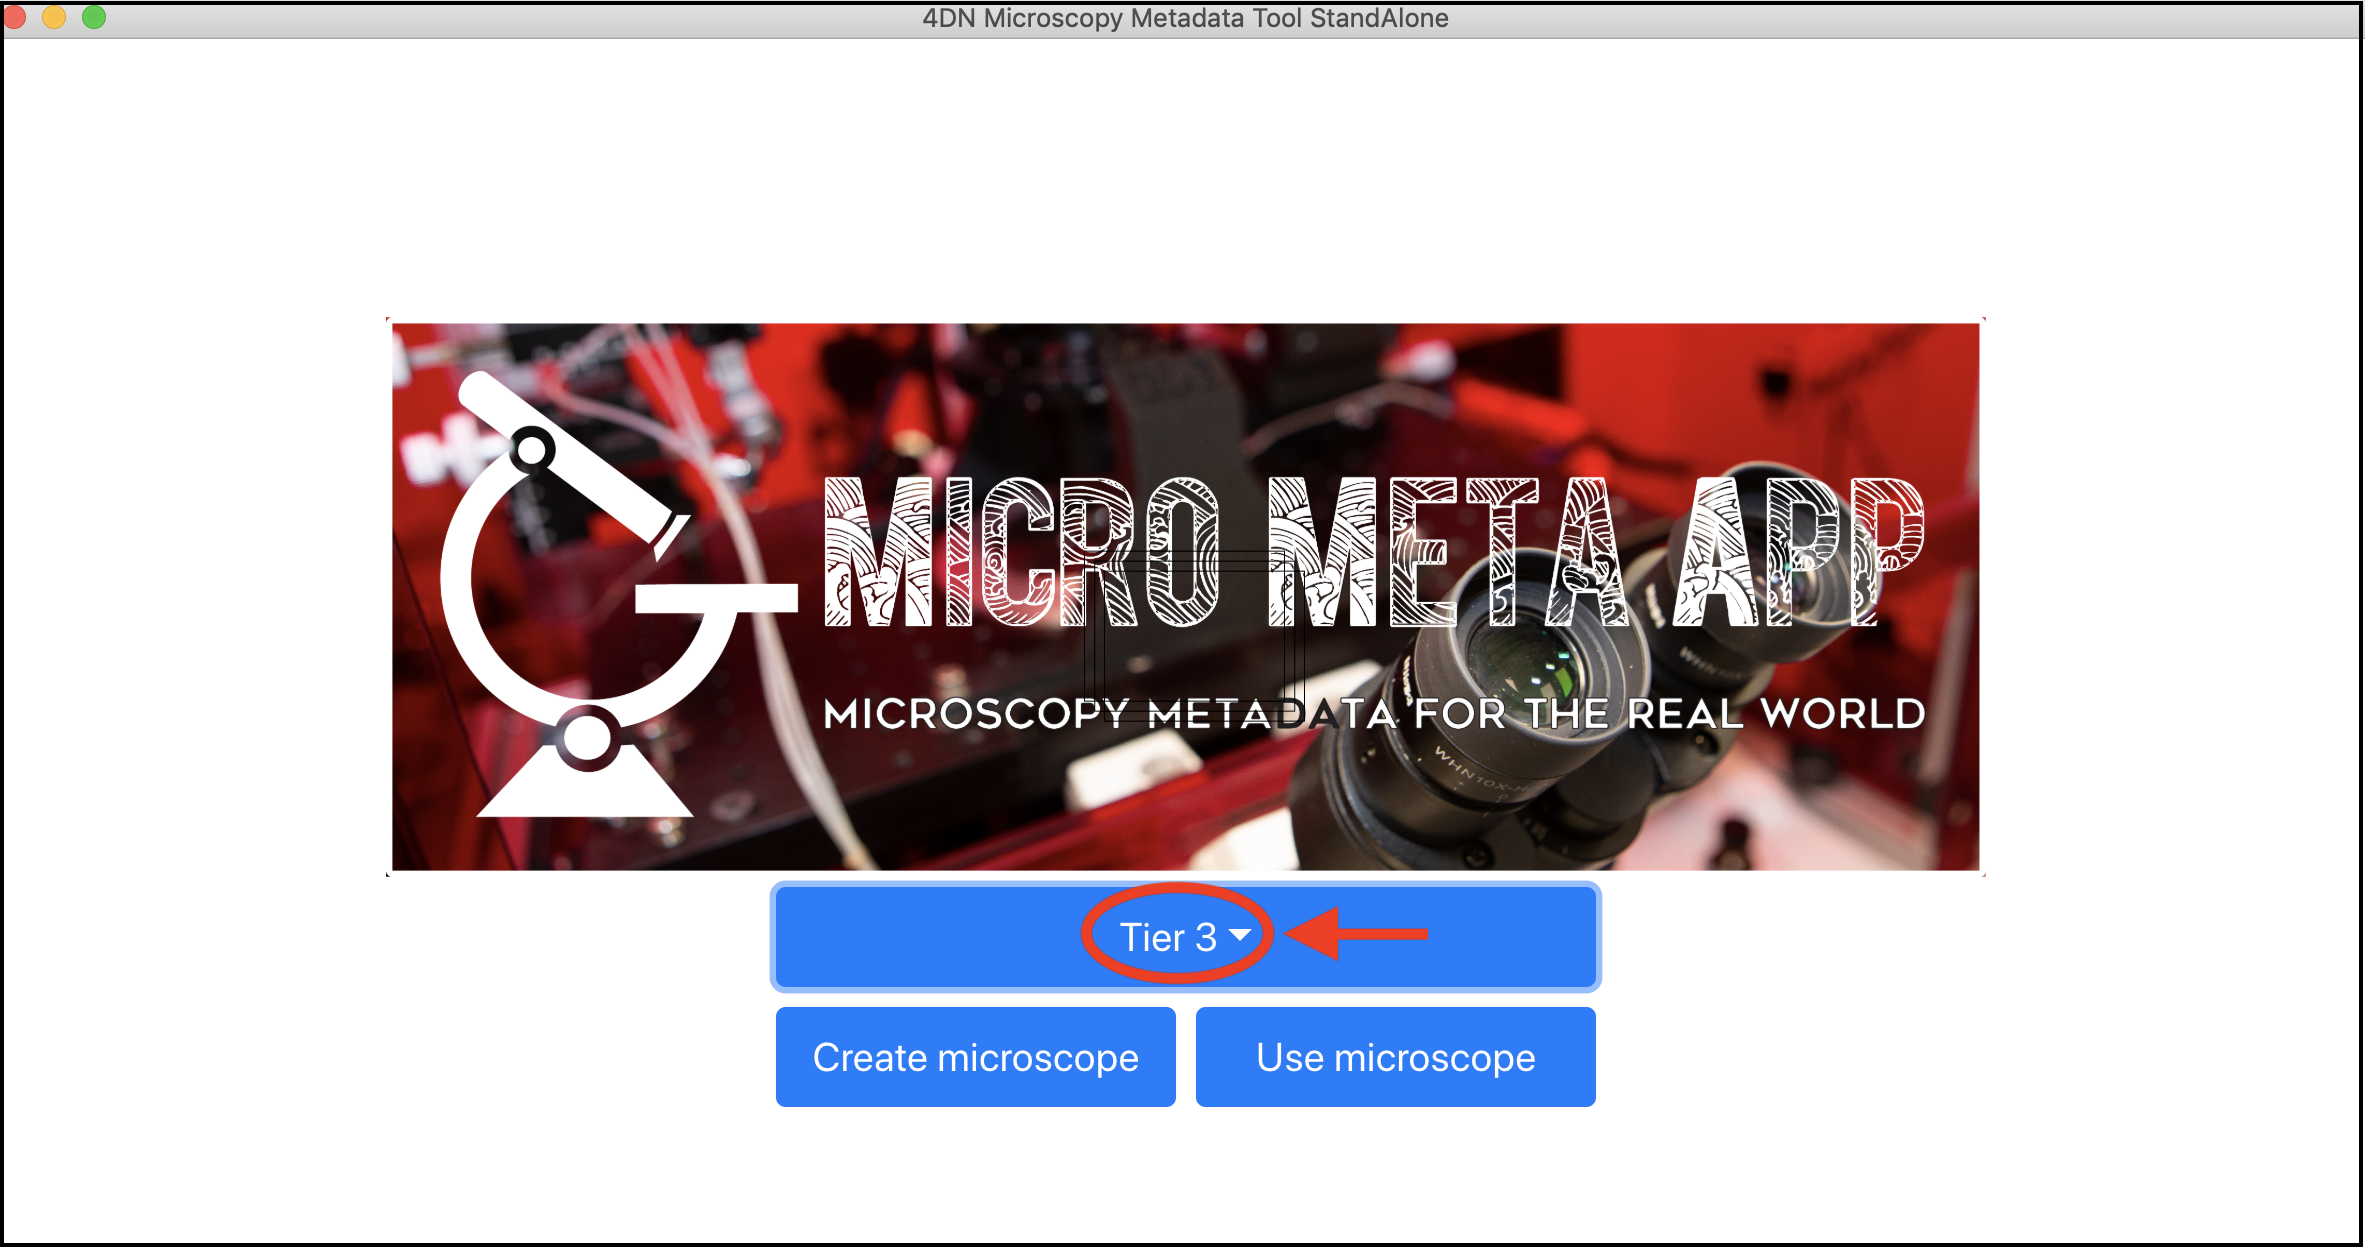 4DN Microscopy Metadata Tool StandAlone
MICRO META APP
MICROSCOPY METADATA FOR THE REAL WORLD
WHN10X-H
Tier 3
Create microscope
Use microscope